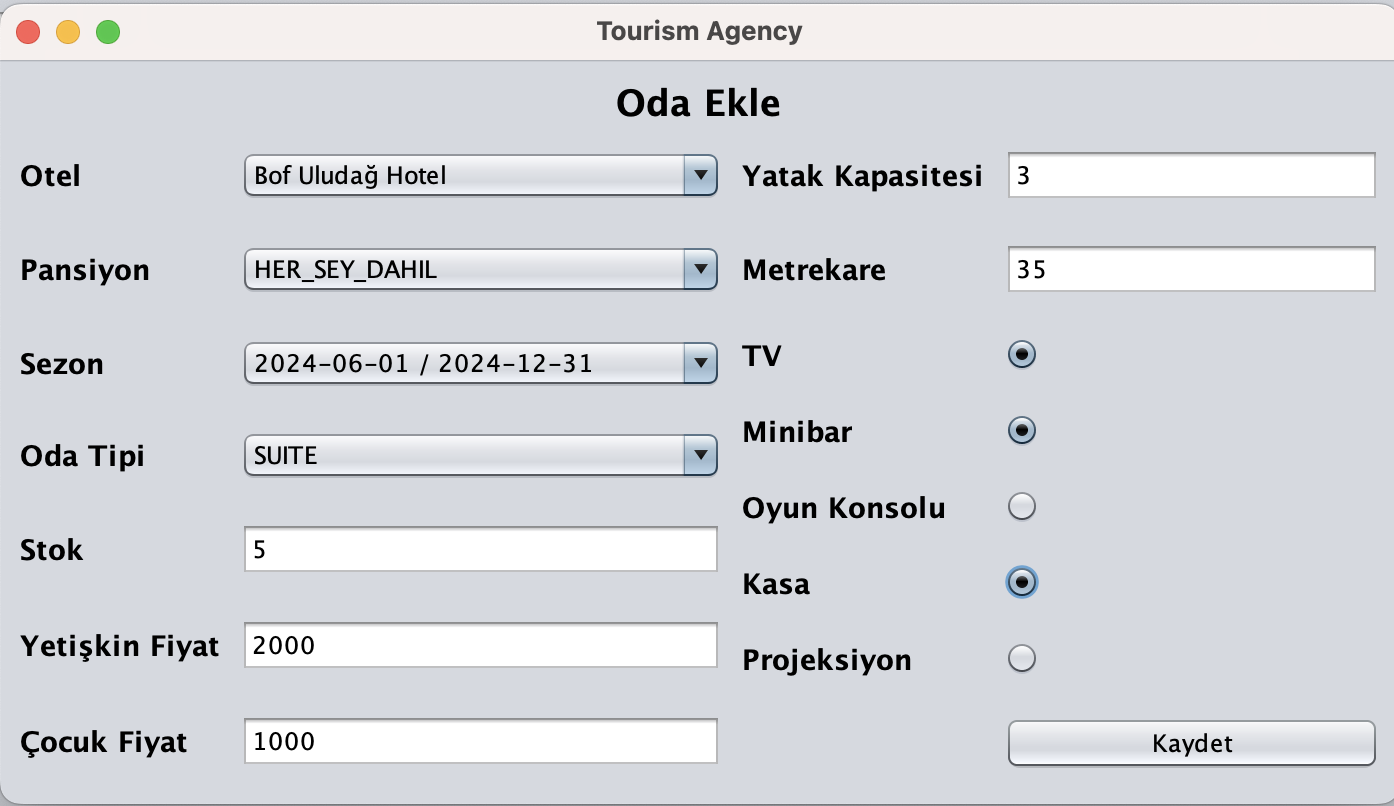 Tourism Agency
Oda Ekle
Otel
Bof Uludağ Hotel
Pansiyon
HER_SEY_DAHIL
Sezon
2024-06-01 / 2024-12-31
Oda Tipi
SUITE
Stok
5
Yetişkin Fiyat
2000
Çocuk Fiyat
1000
Yatak Kapasitesi
3
Metrekare
35
TV
Minibar
Oyun Konsolu
Kasa
Projeksiyon
Kaydet